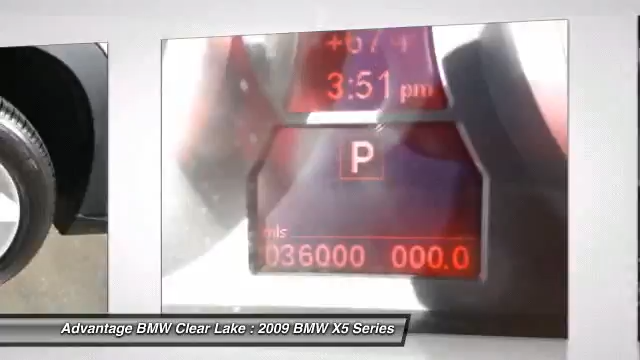 3:51 pm
P
mls
036000 000.0
Advantage BMW Clear Lake : 2009 BMW X5 Series